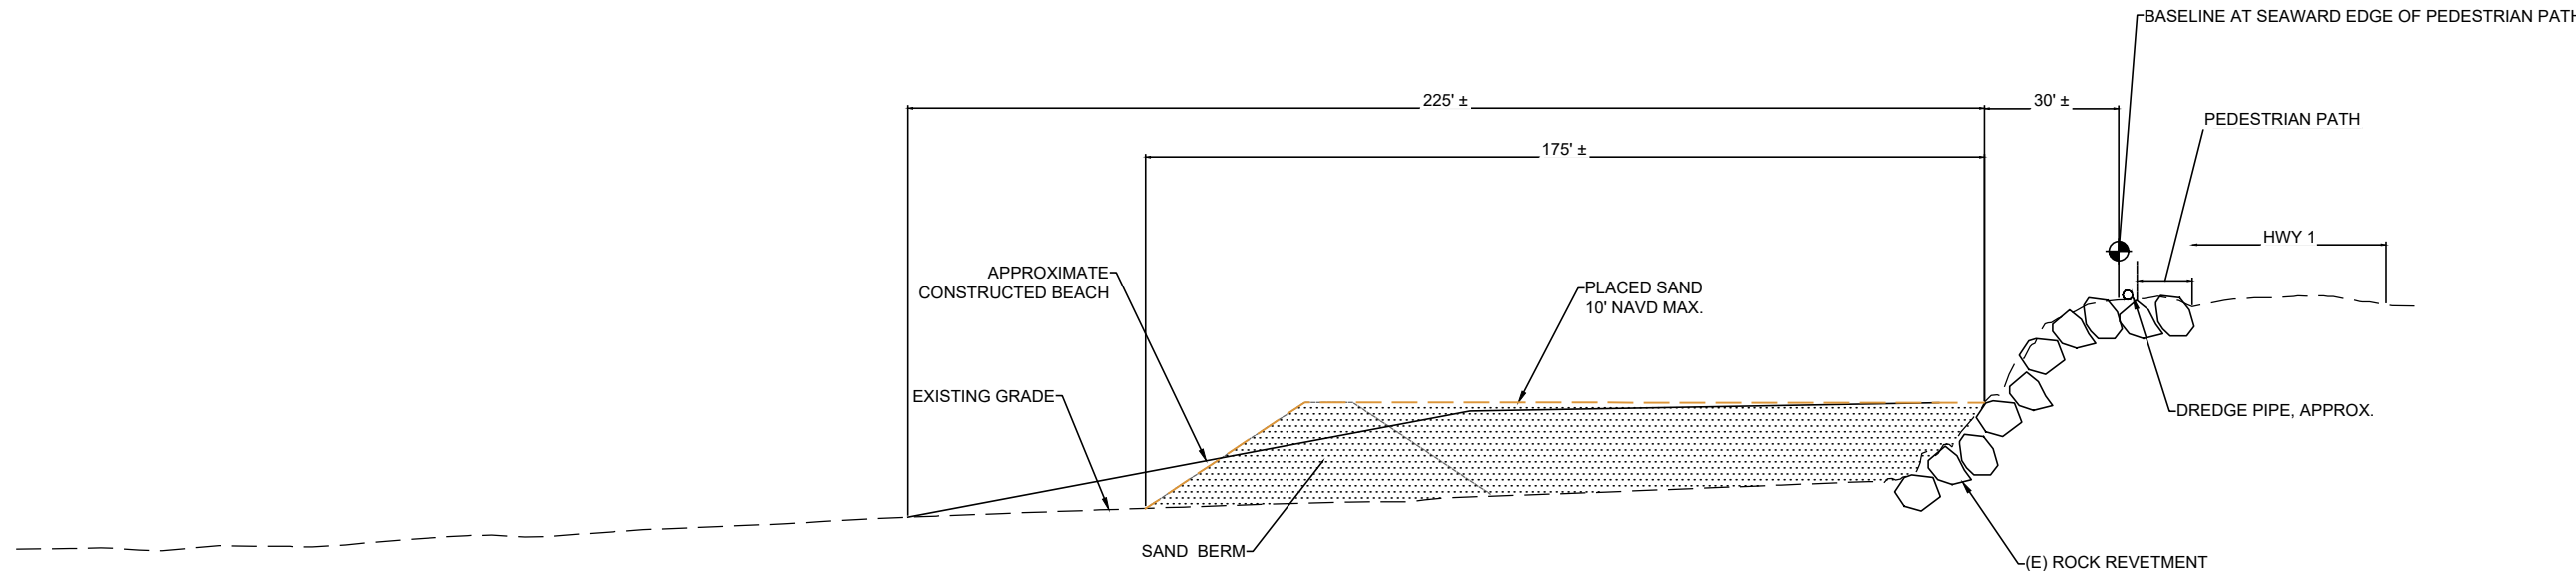 BASELINE AT SEAWARD EDGE OF PEDESTRIAN PATH
225' ±
30' ±
PEDESTRIAN PATH
175' ±
HWY 1
APPROXIMATE
CONSTRUCTED BEACH
PLACED SAND
10' NAVD MAX.
EXISTING GRADE
DREDGE PIPE, APPROX.
SAND BERM
(E) ROCK REVETMENT